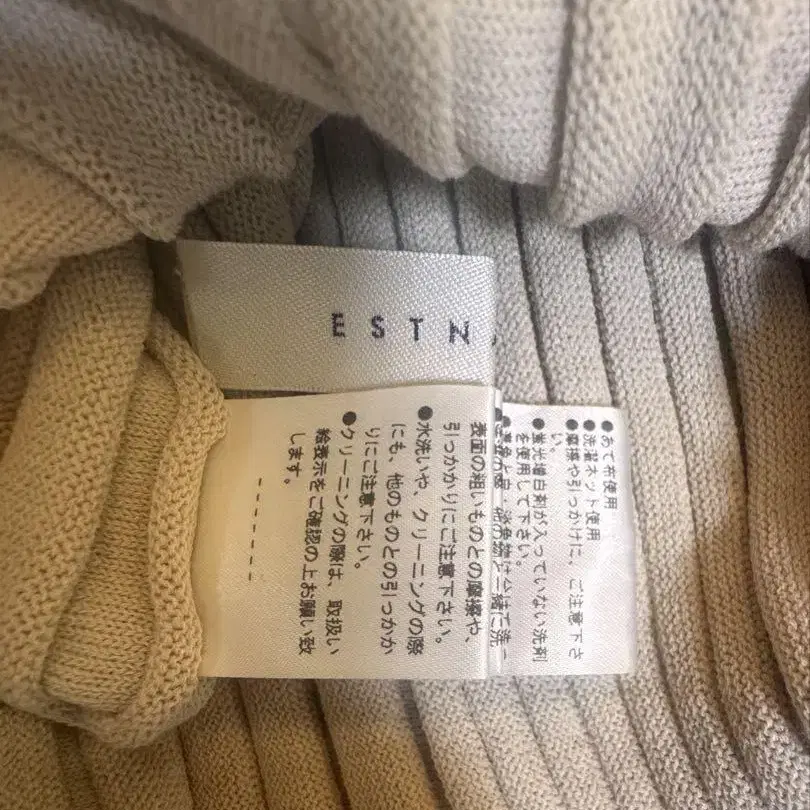 ESTN
●あて布使用
●洗濯ネット使用
●摩擦や引っかけに、ご注意下さ
い。
●蛍光増白剤が入っていない洗剤
を使用して下さい。
表面の粗いものとの摩擦や、
引っかかりにご注意下さい。
●水洗いや、クリーニングの際
にも、他のものとの引っかか
りにご注意下さい。
●クリーニングの際は、取扱い
絵表示をご確認の上お願い致
します。
-------